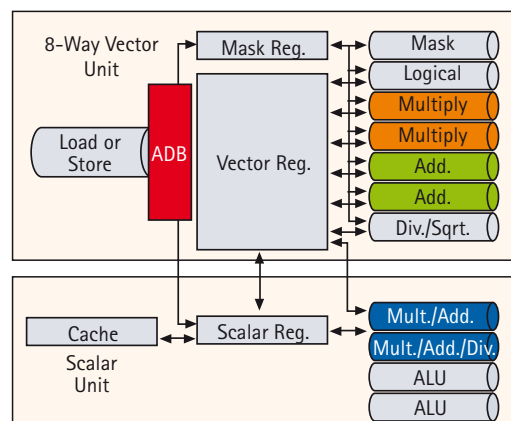 8-Way Vector
Unit
Mask Reg.
Mask
Logical
Multiply
Multiply
Add.
Add.
Div./Sqrt.
Load or
Store
ADB
Vector Reg.
Cache
Scalar
Unit
Scalar Reg.
Mult./Add.
Mult./Add./Div.
ALU
ALU